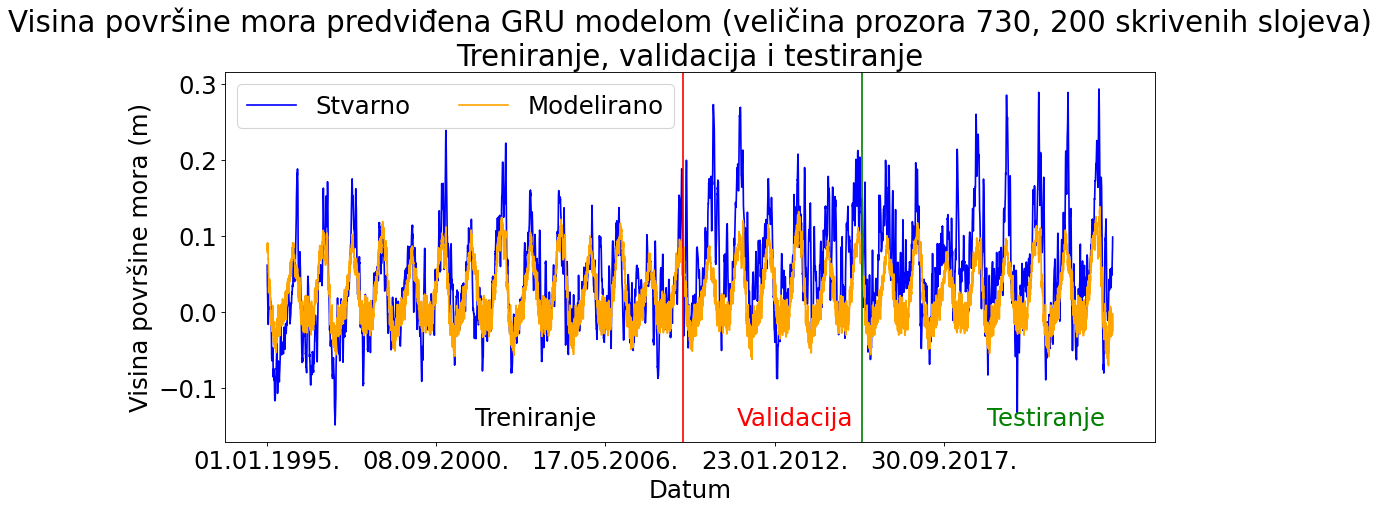 Visina površine mora predviđena GRU modelom (veličina prozora 730, 200 skrivenih slojeva)
Treniranje, validacija i testiranje
Stvarno
Modelirano
Visina površine mora (m)
0.3
0.2
0.1
0.0
−0.1
Treniranje
Validacija
Testiranje
01.01.1995.
08.09.2000.
17.05.2006.
23.01.2012.
30.09.2017.
Datum